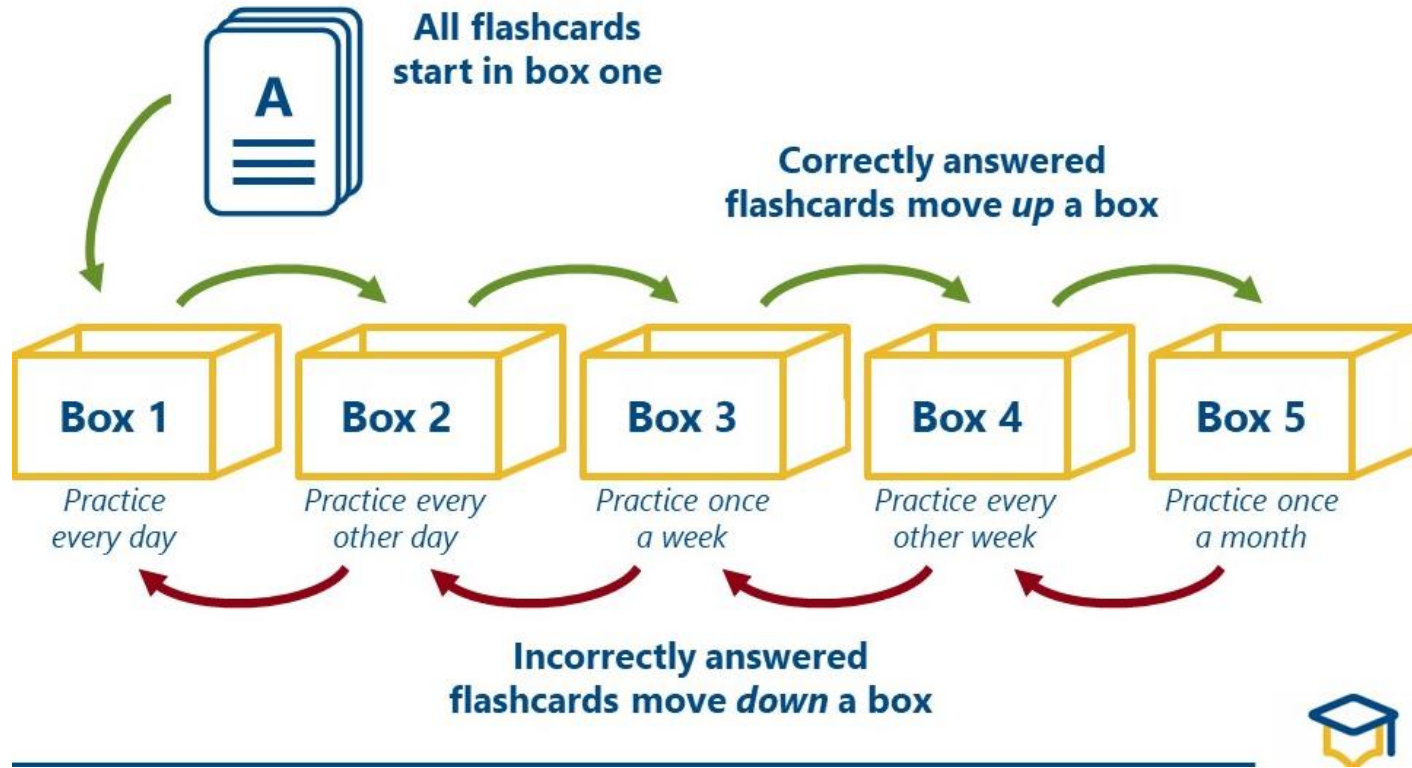 All flashcards
start in box one
A
Correctly answered
flashcards move up a box
Box 1
Box 2
Box 3
Box 4
Box 5
Practice
every day
Practice every
other day
Practice once
a week
Practice every
other week
Practice once
a month
Incorrectly answered
flashcards move down a box